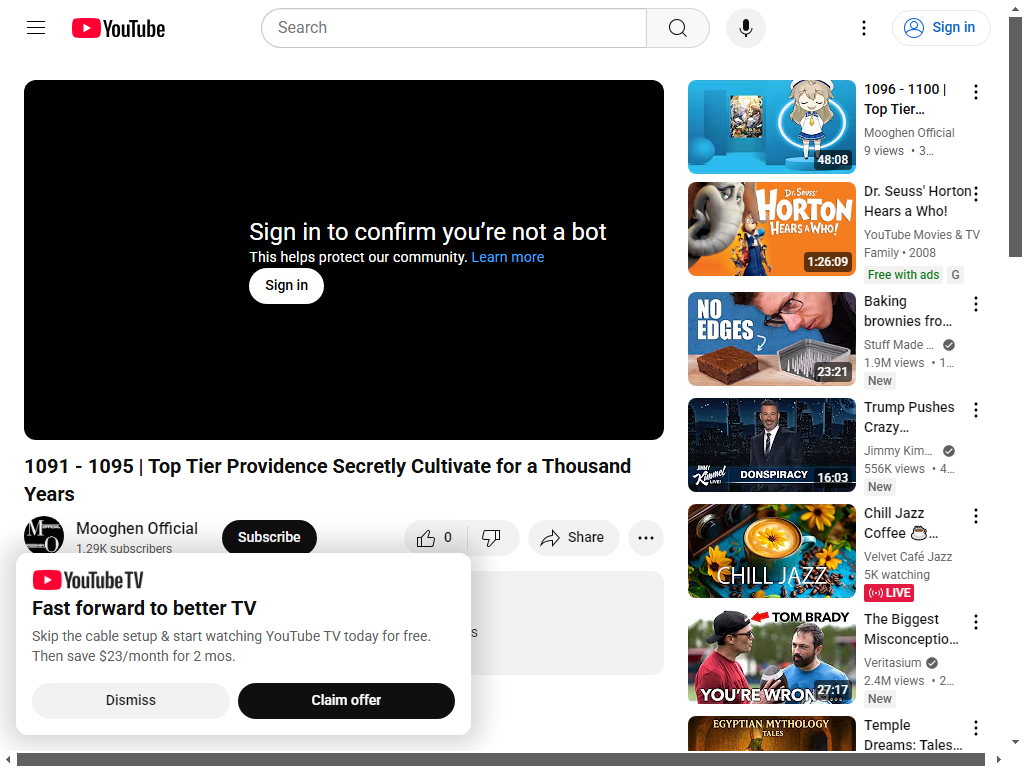 YouTube
Search
Sign in
Sign in to confirm you're not a bot
This helps protect our community. Learn more
Sign in
1091 - 1095 | Top Tier Providence Secretly Cultivate for a Thousand
Years
Mooghen Official
1.29K subscribers
Subscribe
0
Share
s
YouTube TV
Fast forward to better TV
Skip the cable setup & start watching YouTube TV today for free.
Then save $23/month for 2 mos.
Dismiss
Claim offer
48:08
1096 - 1100 |
Top Tier…
Mooghen Official
9 views • 3…
Dr. Seuss'
HORTON
HEARS A WHO!
1:26:09
Dr. Seuss' Horton
Hears a Who!
YouTube Movies & TV
Family • 2008
Free with ads
G
NO
EDGES
23:21
Baking
brownies fro…
Stuff Made …
1.9M views • 1…
New
JIMMY
Kimmel
LIVE!
DONSPIRACY
16:03
Trump Pushes
Crazy…
Jimmy Kim…
556K views • 4…
New
CHILL JAZZ
Chill Jazz
Coffee ☕…
Velvet Café Jazz
5K watching
LIVE
TOM BRADY
YOU'RE WRONG
27:17
The Biggest
Misconceptio…
Veritasium
2.4M views • 2…
New
EGYPTIAN MYTHOLOGY
TALES
Temple
Dreams: Tales…